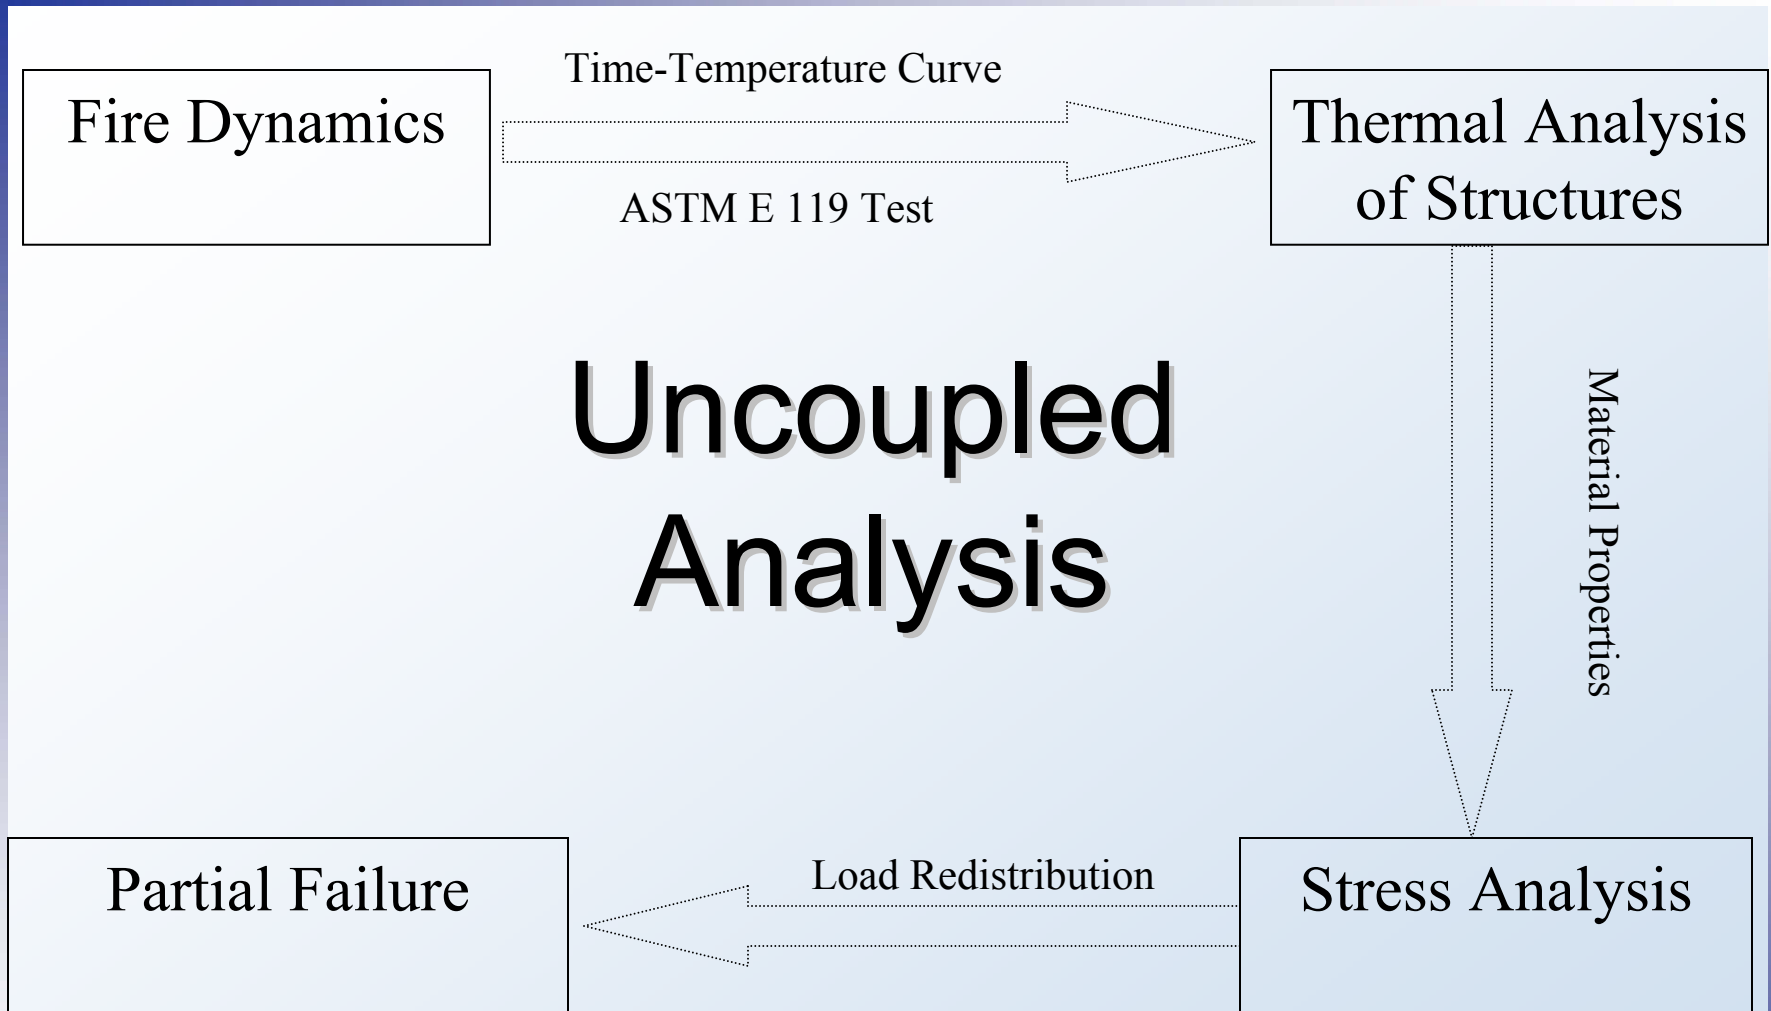 Time-Temperature Curve
Fire Dynamics
ASTM E 119 Test
Thermal Analysis
of Structures
Uncoupled
Analysis
Material Properties
Stress Analysis
Load Redistribution
Partial Failure